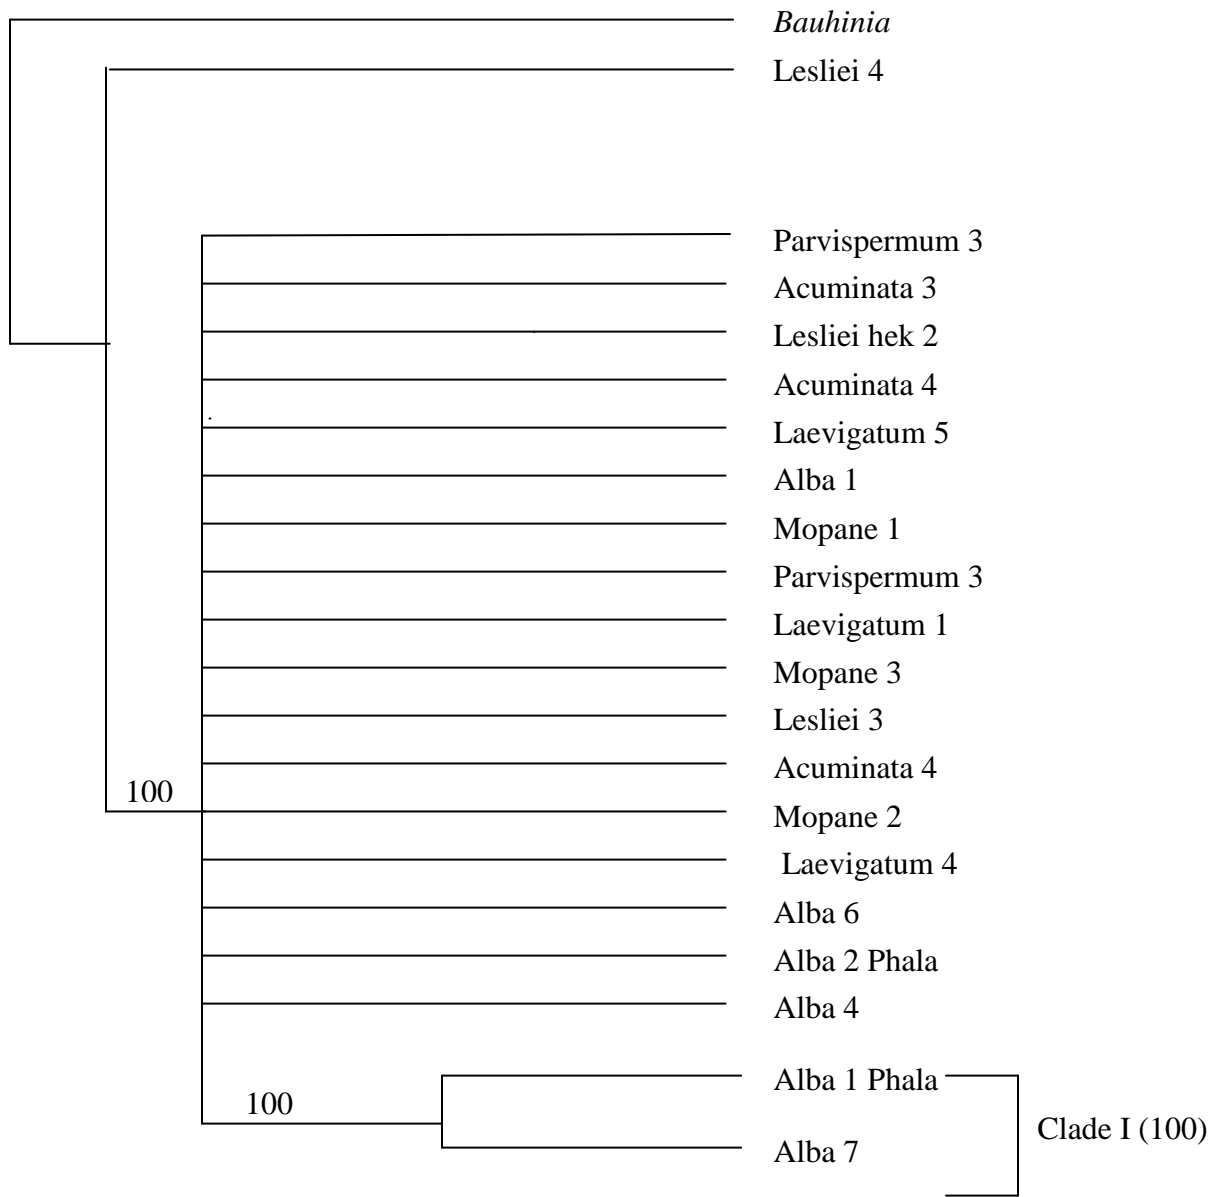 Bauhinia
Lesliei 4
Parvispermum 3
Acuminata 3
Lesliei hek 2
Acuminata 4
Laevigatum 5
Alba 1
Mopane 1
Parvispermum 3
Laevigatum 1
Mopane 3
Lesliei 3
Acuminata 4
100
Mopane 2
Laevigatum 4
Alba 6
Alba 2 Phala
Alba 4
Alba 1 Phala
100
Clade I (100)
Alba 7